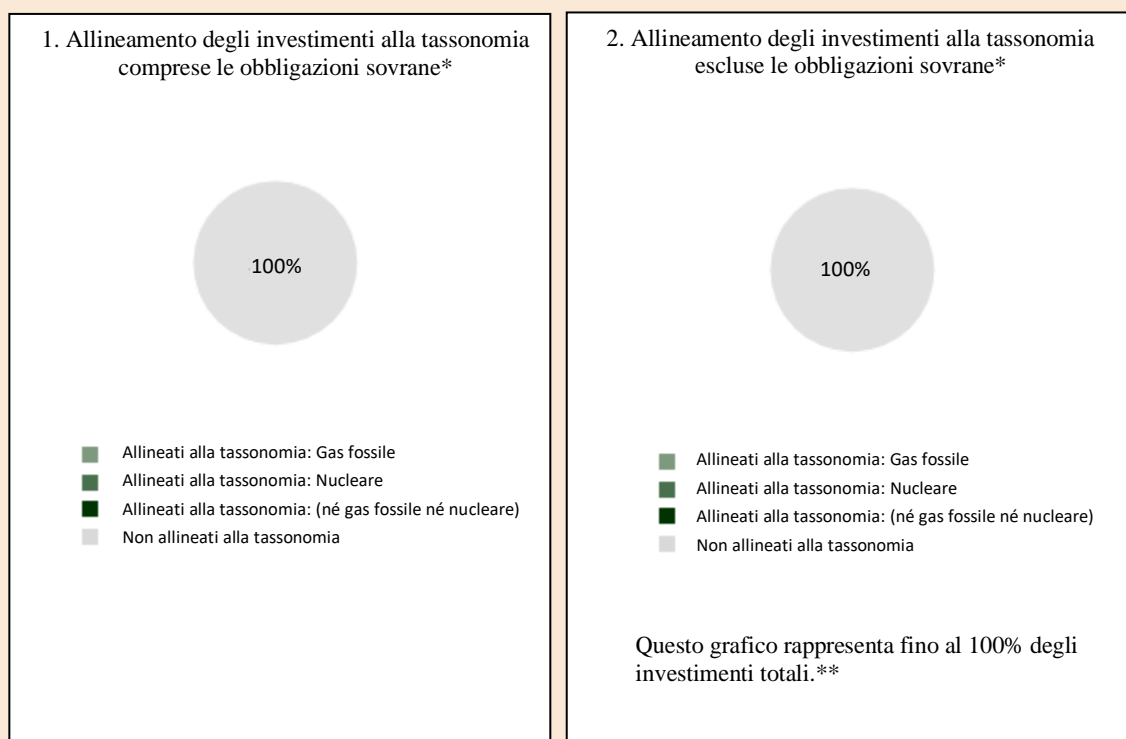 1. Allineamento degli investimenti alla tassonomia
comprese le obbligazioni sovrane*
100%
Allineati alla tassonomia: Gas fossile
Allineati alla tassonomia: Nucleare
Allineati alla tassonomia: (né gas fossile né nucleare)
Non allineati alla tassonomia
2. Allineamento degli investimenti alla tassonomia
escluse le obbligazioni sovrane*
100%
Allineati alla tassonomia: Gas fossile
Allineati alla tassonomia: Nucleare
Allineati alla tassonomia: (né gas fossile né nucleare)
Non allineati alla tassonomia
Questo grafico rappresenta fino al 100% degli
investimenti totali.**